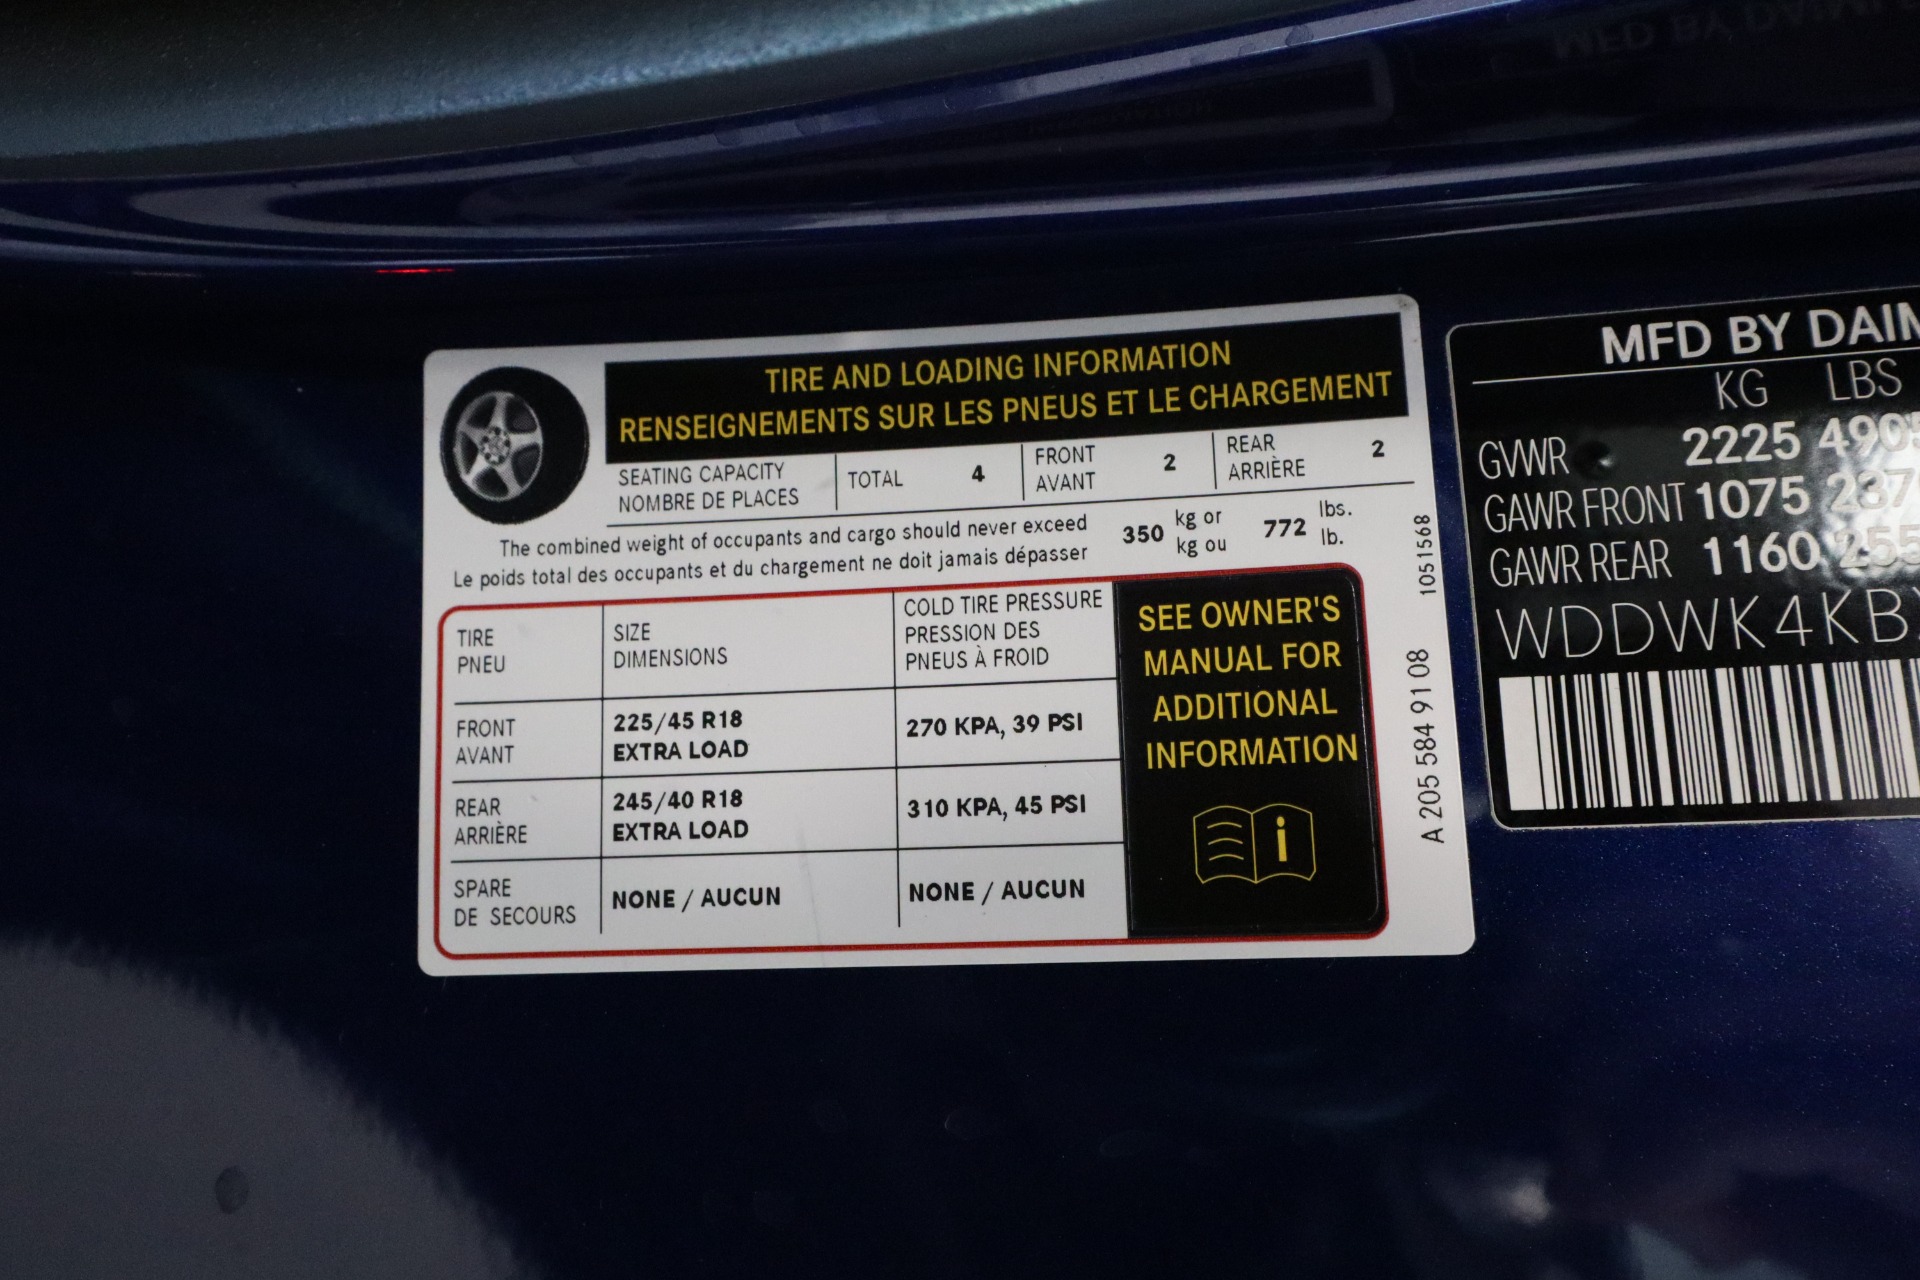 TIRE AND LOADING INFORMATION
RENSEIGNEMENTS SUR LES PNEUS ET LE CHARGEMENT
SEATING CAPACITY
NOMBRE DE PLACES
TOTAL 4
FRONT
AVANT
2
REAR
ARRIÈRE
2
The combined weight of occupants and cargo should never exceed 350 kg or 772 lbs.
Le poids total des occupants et du chargement ne doit jamais dépasser kg ou lb.
TIRE
PNEU
SIZE
DIMENSIONS
COLD TIRE PRESSURE
PRESSION DES
PNEUS À FROID
FRONT
AVANT
225/45 R18
EXTRA LOAD
270 KPA, 39 PSI
REAR
ARRIÈRE
245/40 R18
EXTRA LOAD
310 KPA, 45 PSI
SPARE
DE SECOURS
NONE / AUCUN
NONE / AUCUN
SEE OWNER'S
MANUAL FOR
ADDITIONAL
INFORMATION
i
1051568
A 205 584 91 08
MFD BY
KG LBS
GVWR 2225
GAWR FRONT 1075
GAWR REAR 1160
WDDWK4KB